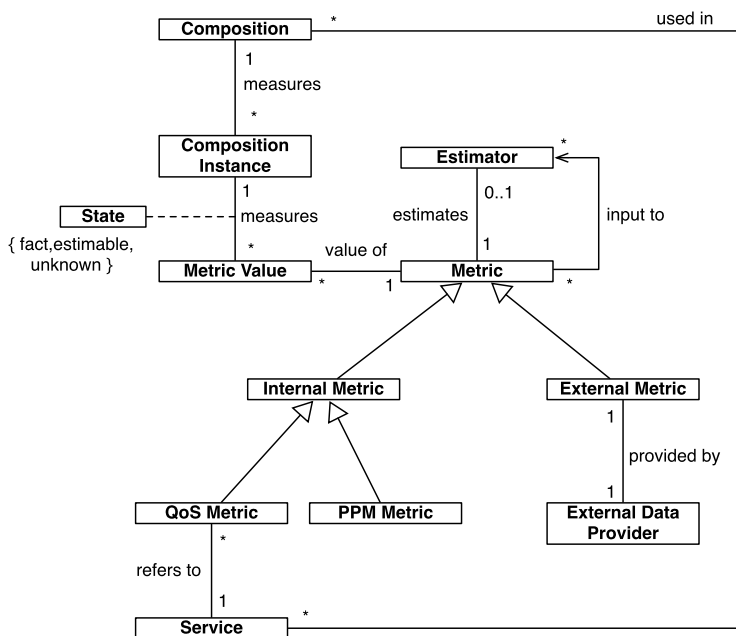 *
used in
Composition
1
measures
*
Composition
Instance
*
Estimator
1
0..1
State
measures
estimates
input to
{ fact,estimable,
unknown }
*
value of
1
Metric Value
Metric
*
1
*
Internal Metric
External Metric
1
provided by
1
QoS Metric
PPM Metric
External Data
Provider
*
refers to
1
*
Service